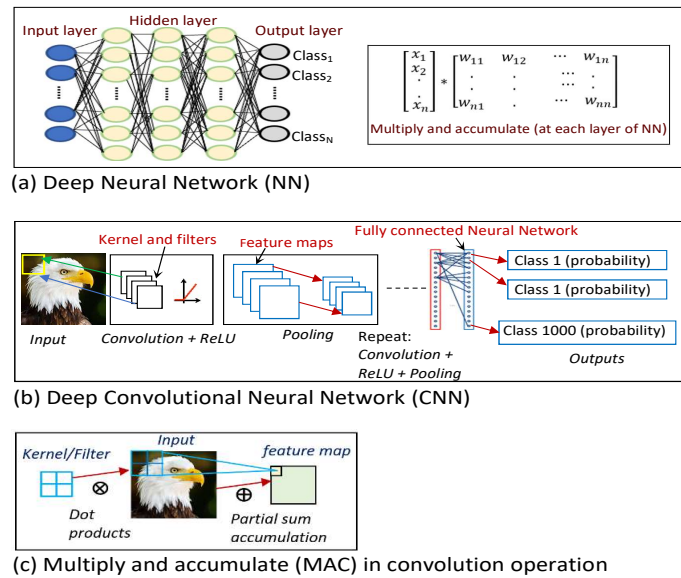 Input layer
Hidden layer
Output layer
Class1
Class2
ClassN
x1 w11 w12 ⋯ w1n
x2 . . ⋯ .
. * . . ⋯ .
. . .
xn wn1 . ⋯ wnn
Multiply and accumulate (at each layer of NN)
(a) Deep Neural Network (NN)
Kernel and filters
Feature maps
Fully connected Neural Network
Class 1 (probability)
Class 1 (probability)
Class 1000 (probability)
Input
Convolution + ReLU
Pooling
Repeat:
Convolution +
ReLU + Pooling
Outputs
(b) Deep Convolutional Neural Network (CNN)
Kernel/Filter
Input
feature map
⊗
⊕
Dot
products
Partial sum
accumulation
(c) Multiply and accumulate (MAC) in convolution operation